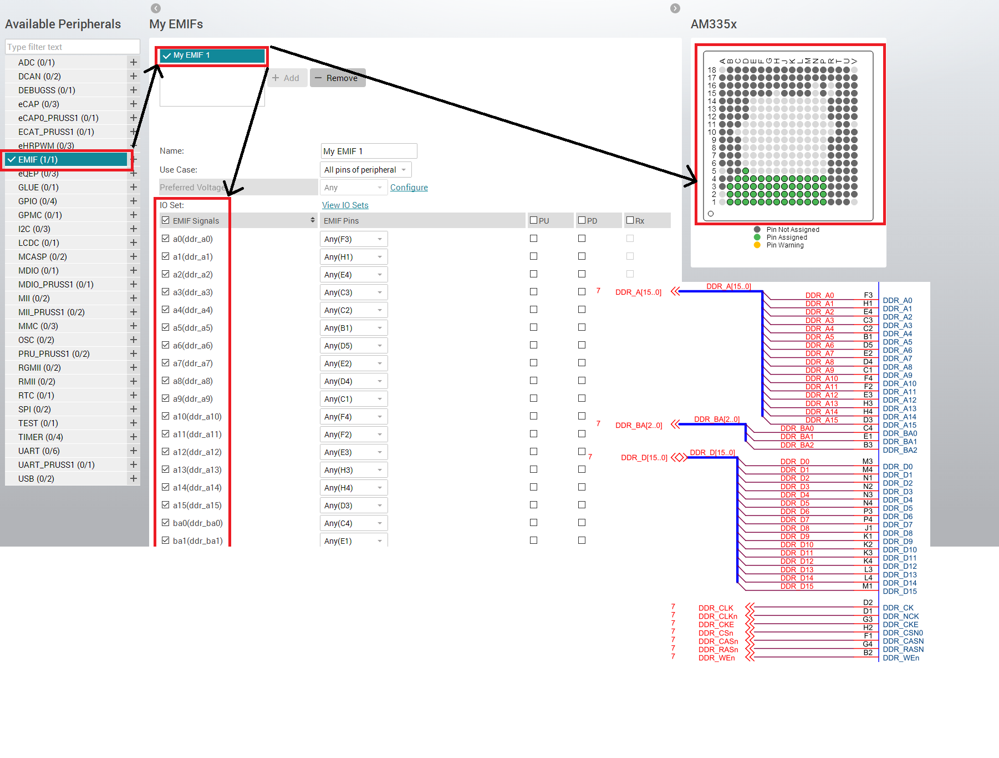 Available Peripherals
Type filter text
ADC (0/1)
DCAN (0/2)
DEBUGSS (0/1)
eCAP (0/3)
eCAP0_PRUSS1 (0/1)
ECAT_PRUSS1 (0/1)
eHRPWM (0/3)
EMIF (1/1)
eQEP (0/3)
GLUE (0/1)
GPIO (0/4)
GPMC (0/1)
I2C (0/3)
LCDC (0/1)
MCASP (0/2)
MDIO (0/1)
MDIO_PRUSS1 (0/1)
MII (0/2)
MII_PRUSS1 (0/2)
MMC (0/3)
OSC (0/2)
PRU_PRUSS1 (0/2)
RGMII (0/2)
RMII (0/2)
RTC (0/1)
SPI (0/2)
TEST (0/1)
TIMER (0/4)
UART (0/6)
UART_PRUSS1 (0/1)
USB (0/2)
My EMIFs
My EMIF 1
+ Add
− Remove
Name: My EMIF 1
Use Case: All pins of peripheral
Preferred Voltage Any Configure
IO Set: View IO Sets
EMIF Signals EMIF Pins PU PD Rx
a0(ddr_a0) Any(F3)
a1(ddr_a1) Any(H1)
a2(ddr_a2) Any(E4)
a3(ddr_a3) Any(C3)
a4(ddr_a4) Any(C2)
a5(ddr_a5) Any(B1)
a6(ddr_a6) Any(D5)
a7(ddr_a7) Any(E2)
a8(ddr_a8) Any(D4)
a9(ddr_a9) Any(C1)
a10(ddr_a10) Any(F4)
a11(ddr_a11) Any(F2)
a12(ddr_a12) Any(E3)
a13(ddr_a13) Any(H3)
a14(ddr_a14) Any(H4)
a15(ddr_a15) Any(D3)
ba0(ddr_ba0) Any(C4)
ba1(ddr_ba1) Any(E1)
AM335x
A B C D E F G H J K L M N P R T U V
18
17
16
15
14
13
12
11
10
9
8
7
6
5
4
3
2
1
Pin Not Assigned
Pin Assigned
Pin Warning
7 DDR_A[15..0] DDR_A[15..0]
DDR_A0 F3 DDR_A0
DDR_A1 H1 DDR_A1
DDR_A2 E4 DDR_A2
DDR_A3 C3 DDR_A3
DDR_A4 C2 DDR_A4
DDR_A5 B1 DDR_A5
DDR_A6 D5 DDR_A6
DDR_A7 E2 DDR_A7
DDR_A8 D4 DDR_A8
DDR_A9 C1 DDR_A9
DDR_A10 F4 DDR_A10
DDR_A11 F2 DDR_A11
DDR_A12 E3 DDR_A12
DDR_A13 H3 DDR_A13
DDR_A14 H4 DDR_A14
DDR_A15 D3 DDR_A15
7 DDR_BA[2..0] DDR_BA[2..0]
DDR_BA0 C4 DDR_BA0
DDR_BA1 E1 DDR_BA1
DDR_BA2 B3 DDR_BA2
7 DDR_D[15..0] DDR_D[15..0]
DDR_D0 M3 DDR_D0
DDR_D1 M4 DDR_D1
DDR_D2 N1 DDR_D2
DDR_D3 N2 DDR_D3
DDR_D4 N3 DDR_D4
DDR_D5 N4 DDR_D5
DDR_D6 P3 DDR_D6
DDR_D7 P4 DDR_D7
DDR_D8 J1 DDR_D8
DDR_D9 K1 DDR_D9
DDR_D10 K2 DDR_D10
DDR_D11 K3 DDR_D11
DDR_D12 K4 DDR_D12
DDR_D13 L3 DDR_D13
DDR_D14 L4 DDR_D14
DDR_D15 M1 DDR_D15
7 DDR_CLK D2 DDR_CK
7 DDR_CLKn D1 DDR_NCK
7 DDR_CKE G3 DDR_CKE
7 DDR_CSn H2 DDR_CSN0
7 DDR_CASn F1 DDR_CASN
7 DDR_RASn G4 DDR_RASN
7 DDR_WEn B2 DDR_WEn